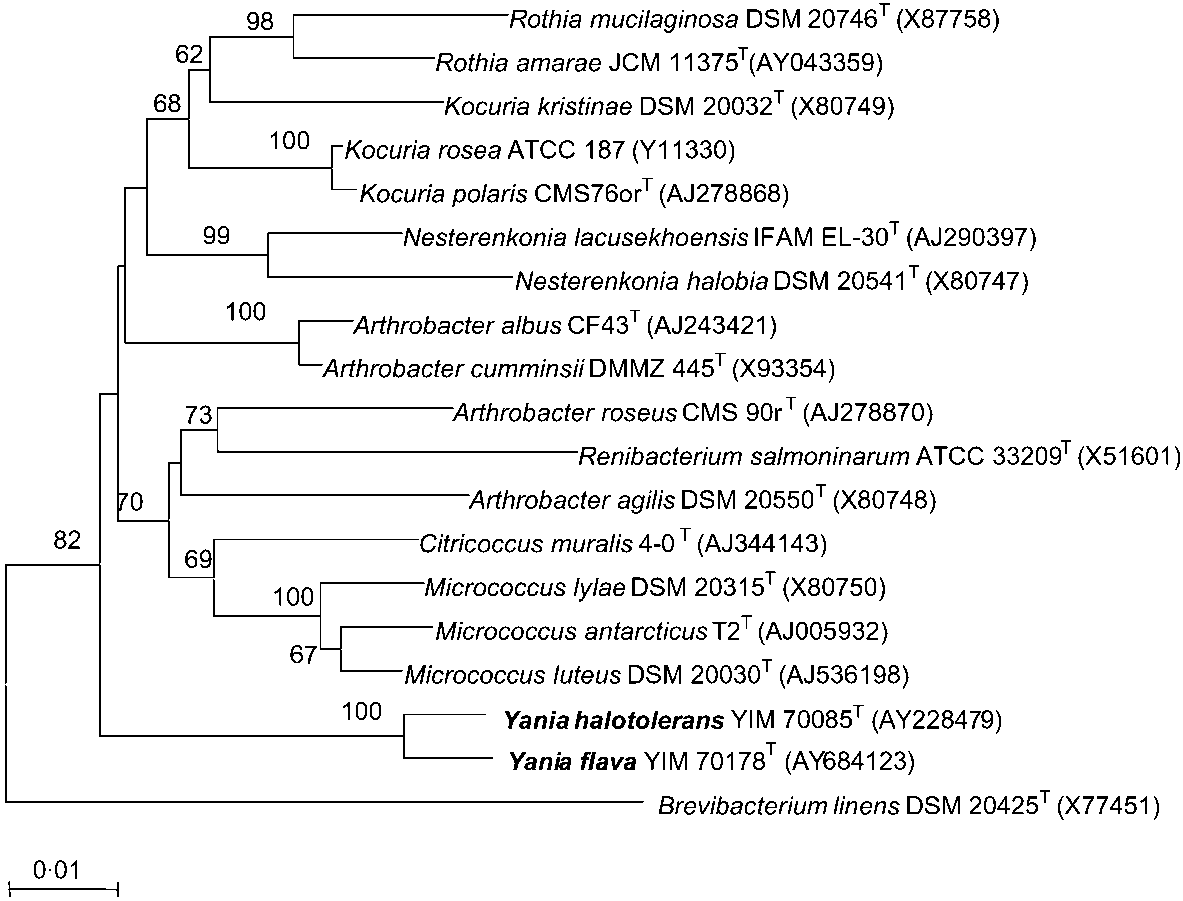 98
Rothia mucilaginosa DSM 20746T (X87758)
62
Rothia amarae JCM 11375T(AY043359)
68
Kocuria kristinae DSM 20032T (X80749)
100
Kocuria rosea ATCC 187 (Y11330)
Kocuria polaris CMS76orT (AJ278868)
99
Nesterenkonia lacusekhoensis IFAM EL-30T (AJ290397)
Nesterenkonia halobia DSM 20541T (X80747)
100
Arthrobacter albus CF43T (AJ243421)
Arthrobacter cumminsii DMMZ 445T (X93354)
73
Arthrobacter roseus CMS 90r T (AJ278870)
Renibacterium salmoninarum ATCC 33209T (X51601)
70
Arthrobacter agilis DSM 20550T (X80748)
82
Citricoccus muralis 4-0 T (AJ344143)
69
Micrococcus lylae DSM 20315T (X80750)
100
Micrococcus antarcticus T2T (AJ005932)
67
Micrococcus luteus DSM 20030T (AJ536198)
100
Yania halotolerans YIM 70085T (AY228479)
Yania flava YIM 70178T (AY684123)
Brevibacterium linens DSM 20425T (X77451)
0·01